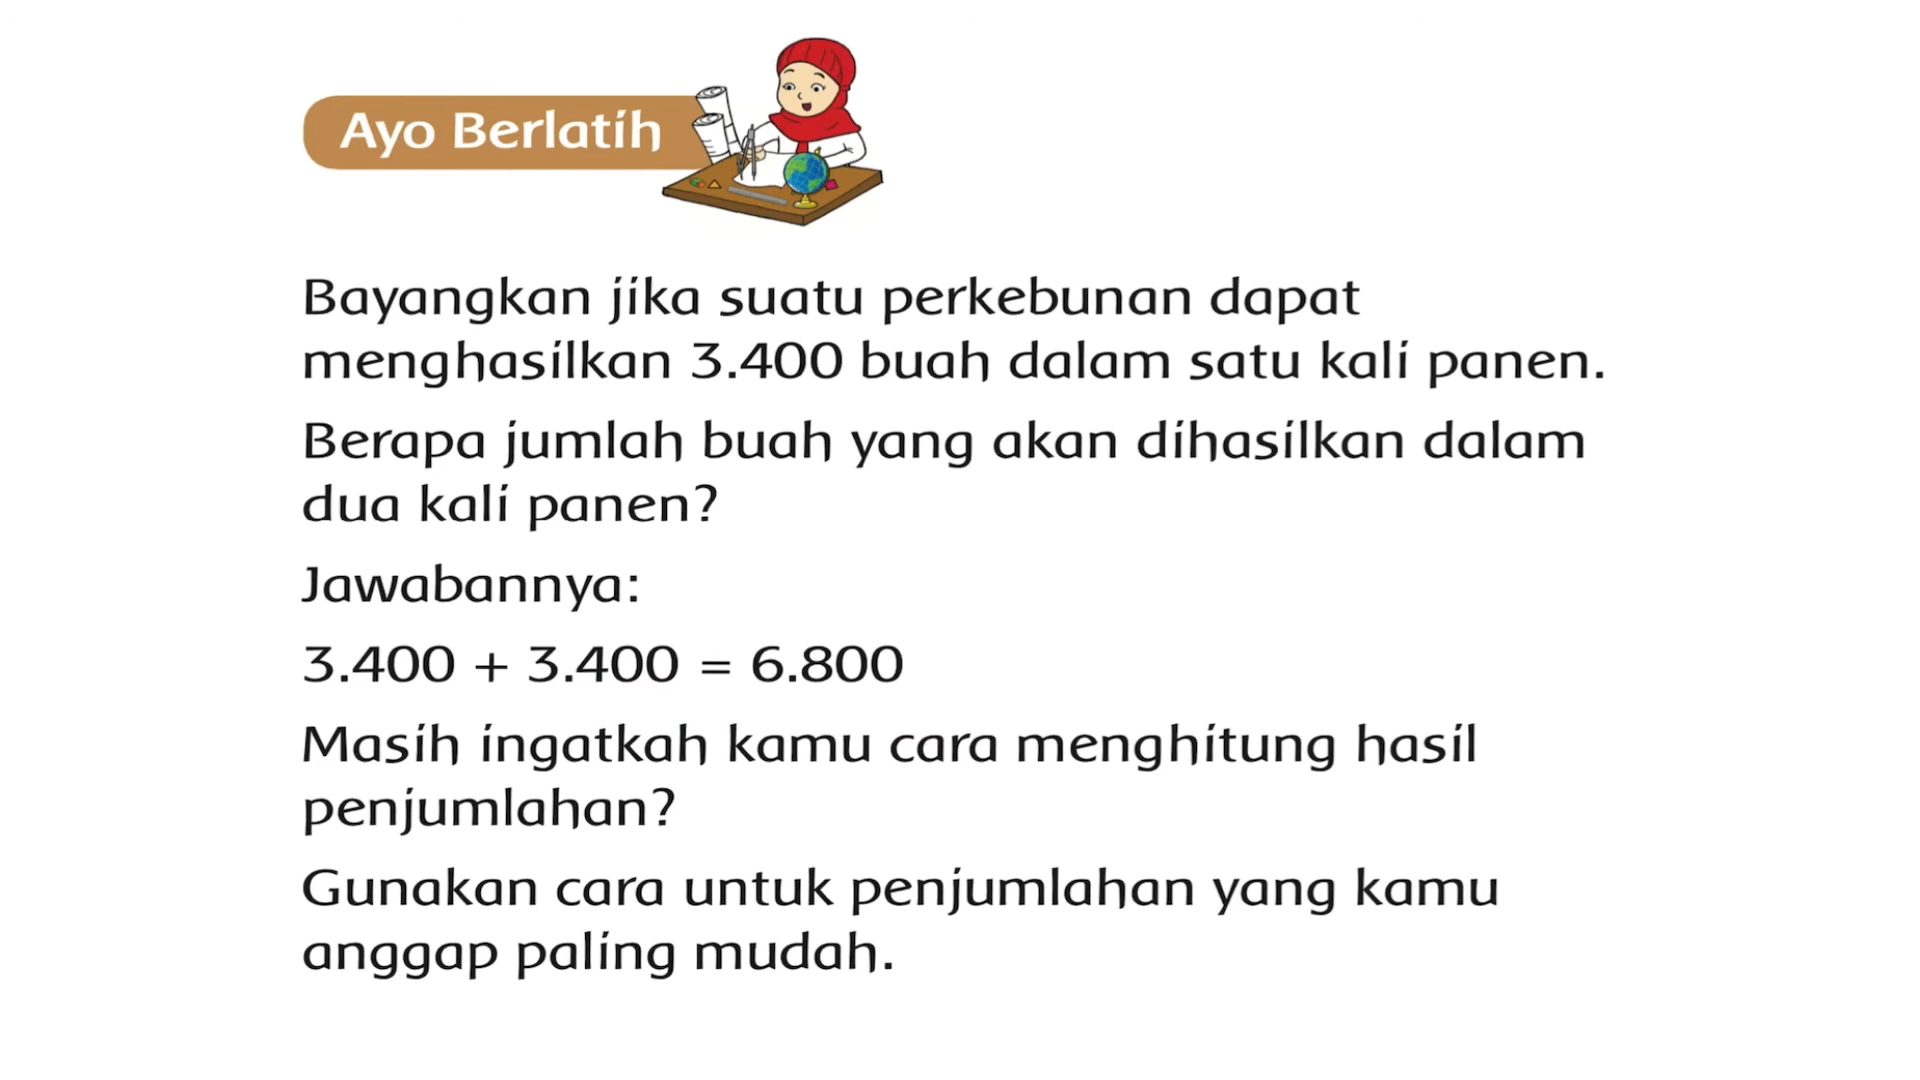 Ayo Berlatih
Bayangkan jika suatu perkebunan dapat
menghasilkan 3.400 buah dalam satu kali panen.
Berapa jumlah buah yang akan dihasilkan dalam
dua kali panen?
Jawabannya:
3.400 + 3.400 = 6.800
Masih ingatkah kamu cara menghitung hasil
penjumlahan?
Gunakan cara untuk penjumlahan yang kamu
anggap paling mudah.